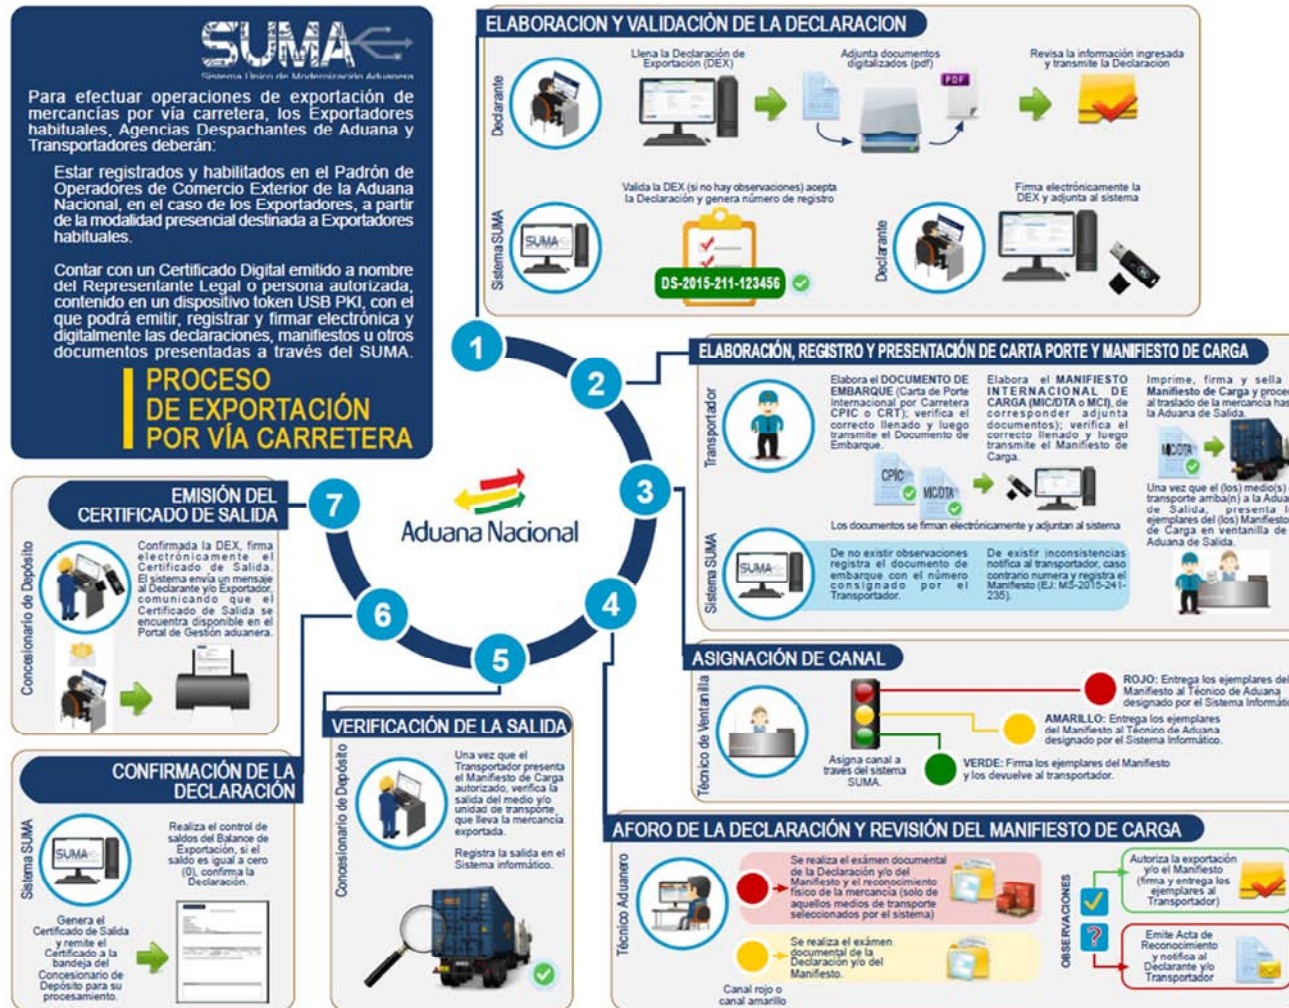 SUMA
Sistema Único de Modernización Aduanera
Para efectuar operaciones de exportación de
mercancías por vía carretera, los Exportadores
habituales, Agencias Despachantes de Aduana y
Transportadores deberán:
Estar registrados y habilitados en el Padrón de
Operadores de Comercio Exterior de la Aduana
Nacional, en el caso de los Exportadores, a partir
de la modalidad presencial destinada a Exportadores
habituales.
Contar con un Certificado Digital emitido a nombre
del Representante Legal o persona autorizada,
contenido en un dispositivo token USB PKI, con el
que podrá emitir, registrar y firmar electrónica y
digitalmente las declaraciones, manifiestos u otros
documentos presentadas a través del SUMA.
PROCESO
DE EXPORTACIÓN
POR VÍA CARRETERA
ELABORACION Y VALIDACIÒN DE LA DECLARACION
Declarante
Llena la Declaración de
Exportación (DEX)
Adjunta documentos
digitalizados (pdf)
PDF
Revisa la información ingresada
y transmite la Declaración
Sistema SUMA
SUMA
Valida la DEX (si no hay observaciones) acepta
la Declaración y genera número de registro
DS-2015-211-123456
Declarante
Firma electrónicamente la
DEX y adjunta al sistema
1
2
3
4
5
6
7
Aduana Nacional
ELABORACIÓN, REGISTRO Y PRESENTACIÓN DE CARTA PORTE Y MANIFIESTO DE CARGA
Transportador
Elabora el DOCUMENTO DE
EMBARQUE (Carta de Porte
Internacional por Carretera
CPIC o CRT); verifica el
correcto llenado y luego
transmite el Documento de
Embarque.
Elabora el MANIFIESTO
INTERNACIONAL DE
CARGA (MIC/DTA o MCI), de
corresponder adjunta
documentos); verifica el
correcto llenado y luego
transmite el Manifiesto de
Carga.
CPIC
MIC/DTA
Los documentos se firman electrónicamente y adjuntan al sistema
Imprime, firma y sella
Manifiesto de Carga y proce
al traslado de la mercancía has
la Aduana de Salida.
MIC/DTA
Una vez que el (los) medio(s)
transporte arriba(n) a la Adua
de Salida, presenta l
ejemplares del (los) Manifiesto
de Carga en ventanilla de
Aduana de Salida.
Sistema SUMA
SUMA
De no existir observaciones
registra el documento de
embarque con el número
consignado por el
Transportador.
De existir inconsistencias
notifica al transportador, caso
contrario numera y registra el
Manifiesto (EJ: MS-2015-241-
235).
ASIGNACIÓN DE CANAL
Técnico de Ventanilla
Asigna canal a
través del sistema
SUMA.
ROJO: Entrega los ejemplares del
Manifiesto al Técnico de Aduana
designado por el Sistema Informátic
AMARILLO: Entrega los ejemplares
del Manifiesto al Técnico de Aduana
designado por el Sistema Informático.
VERDE: Firma los ejemplares del Manifiesto
y los devuelve al transportador.
AFORO DE LA DECLARACIÓN Y REVISIÓN DEL MANIFIESTO DE CARGA
Técnico Aduanero
Se realiza el exámen documental
de la Declaración y/o del
Manifiesto y el reconocimiento
físico de la mercancía (solo de
aquellos medios de transporte
seleccionados por el sistema)
Se realiza el exámen
documental de la
Declaración y/o del
Manifiesto.
Canal rojo o
canal amarillo
OBSERVACIONES
?
Autoriza la exportación
y/o el Manifiesto
(firma y entrega los
ejemplares al
Transportador)
Emite Acta de
Reconocimiento
y notifica al
Declarante y/o
Transportador
VERIFICACIÓN DE LA SALIDA
Concesionario de Depósito
Una vez que el
Transportador presenta
el Manifiesto de Carga
autorizado, verifica la
salida del medio y/o
unidad de transporte
que lleva la mercancía
exportada.
Registra la salida en el
Sistema informático.
CONFIRMACIÓN DE LA
DECLARACIÓN
Sistema SUMA
SUMA
Realiza el control de
saldos del Balance de
Exportación, si el
saldo es igual a cero
(0), confirma la
Declaración.
Genera el
Certificado de Salida
y remite el
Certificado a la
bandeja del
Concesionario de
Depósito para su
procesamiento.
EMISIÓN DEL
CERTIFICADO DE SALIDA
Concesionario de Depósito
Confirmada la DEX, firma
electrónicamente el
Certificado de Salida.
El sistema envía un mensaje
al Declarante y/o Exportador,
comunicando que el
Certificado de Salida se
encuentra disponible en el
Portal de Gestión aduanera.